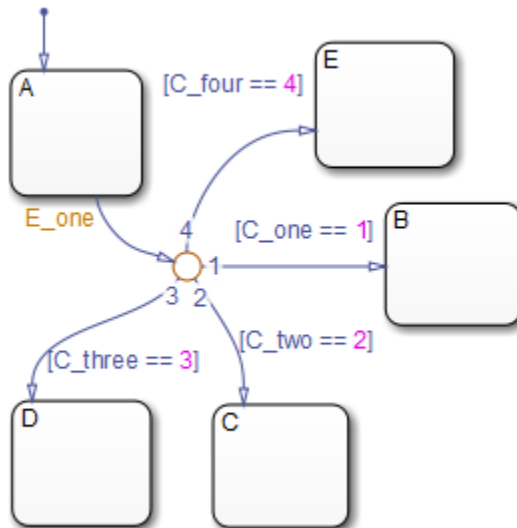 A
E
[C_four == 4]
E_one
4
[C_one == 1]
B
1
3
2
[C_three == 3]
[C_two == 2]
D
C